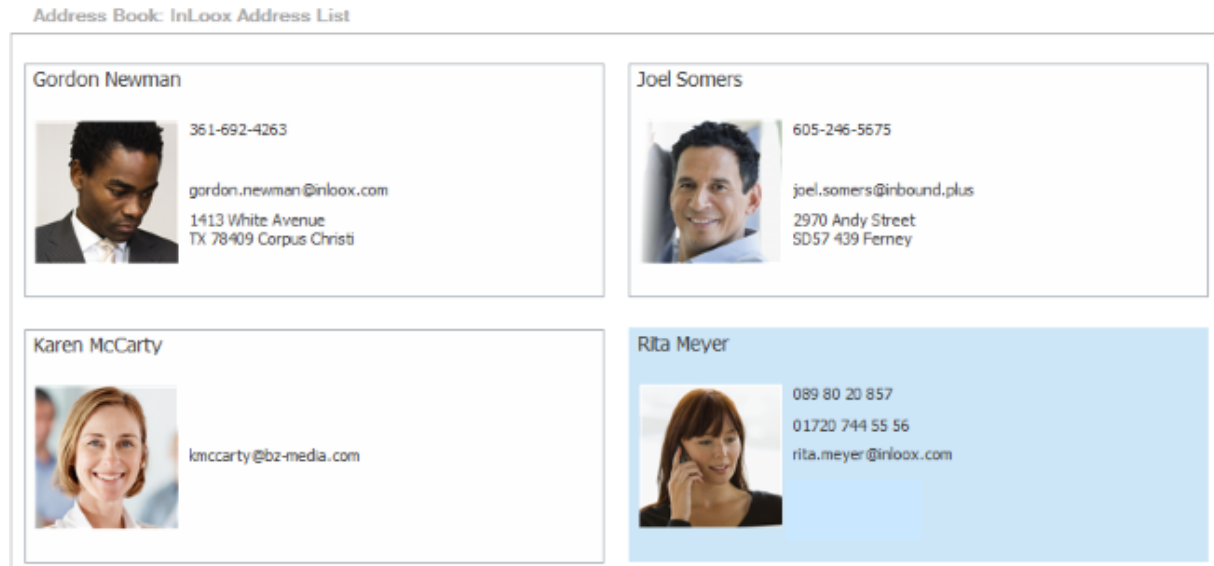 Address Book: InLoox Address List
Gordon Newman
361-692-4263
gordon.newman@inloox.com
1413 White Avenue
TX 78409 Corpus Christi
Joel Somers
605-246-5675
joel.somers@inbound.plus
2970 Andy Street
SD57 439 Ferney
Karen McCarty
kmccarty@bz-media.com
Rita Meyer
089 80 20 857
01720 744 55 56
rita.meyer@inloox.com